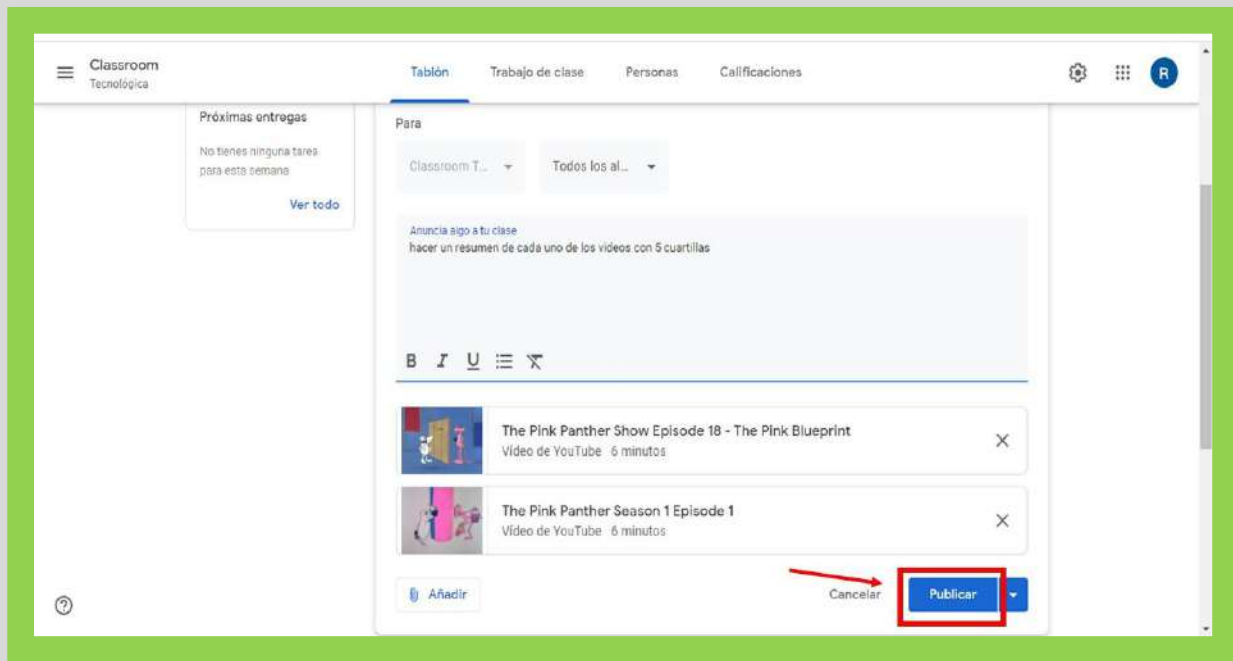 Classroom
Tecnológica
Tablón
Trabajo de clase
Personas
Calificaciones
R
Próximas entregas
No tienes ninguna tarea
para esta semana
Ver todo
Para
Classroom T...
Todos los al...
Anuncia algo a tu clase
hacer un resumen de cada uno de los videos con 5 cuartillas
B I U
The Pink Panther Show Episode 18 - The Pink Blueprint
Vídeo de YouTube 6 minutos
The Pink Panther Season 1 Episode 1
Vídeo de YouTube 6 minutos
Añadir
Cancelar
Publicar